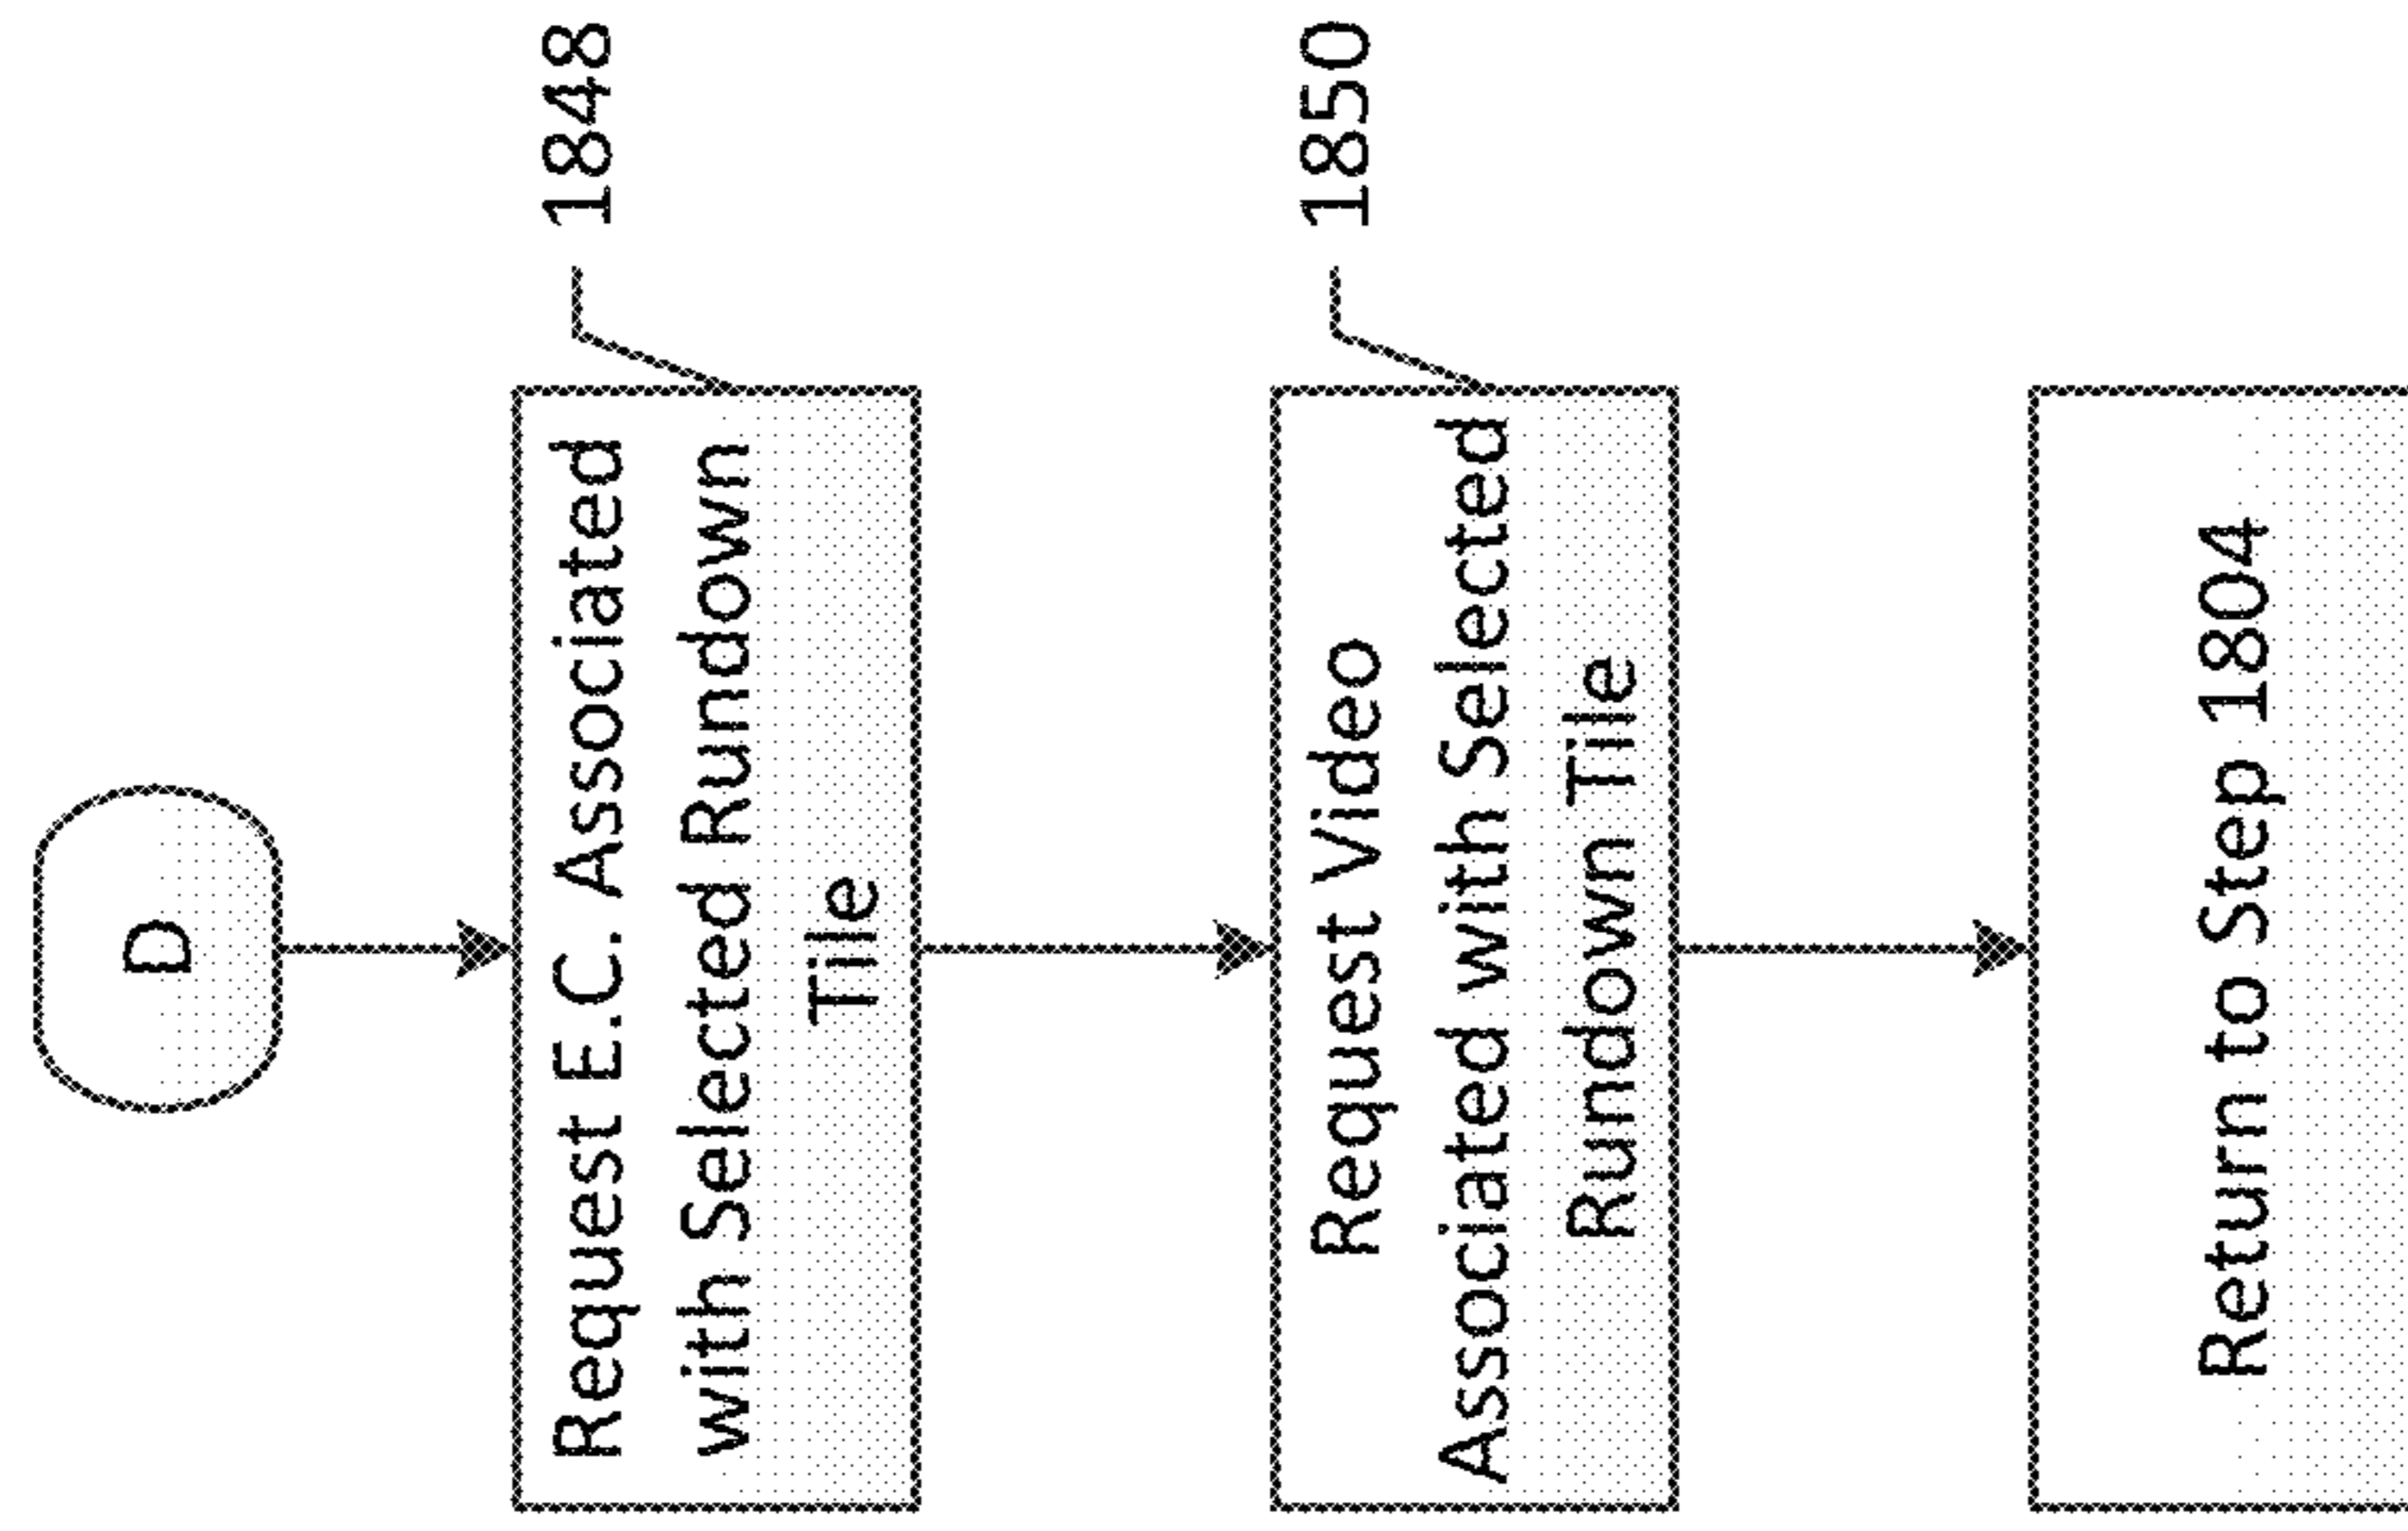 D
Request E.C. Associated
with Selected Rundown
Tile
1848
Request Video
Associated with Selected
Rundown Tile
1850
Return to Step 1804